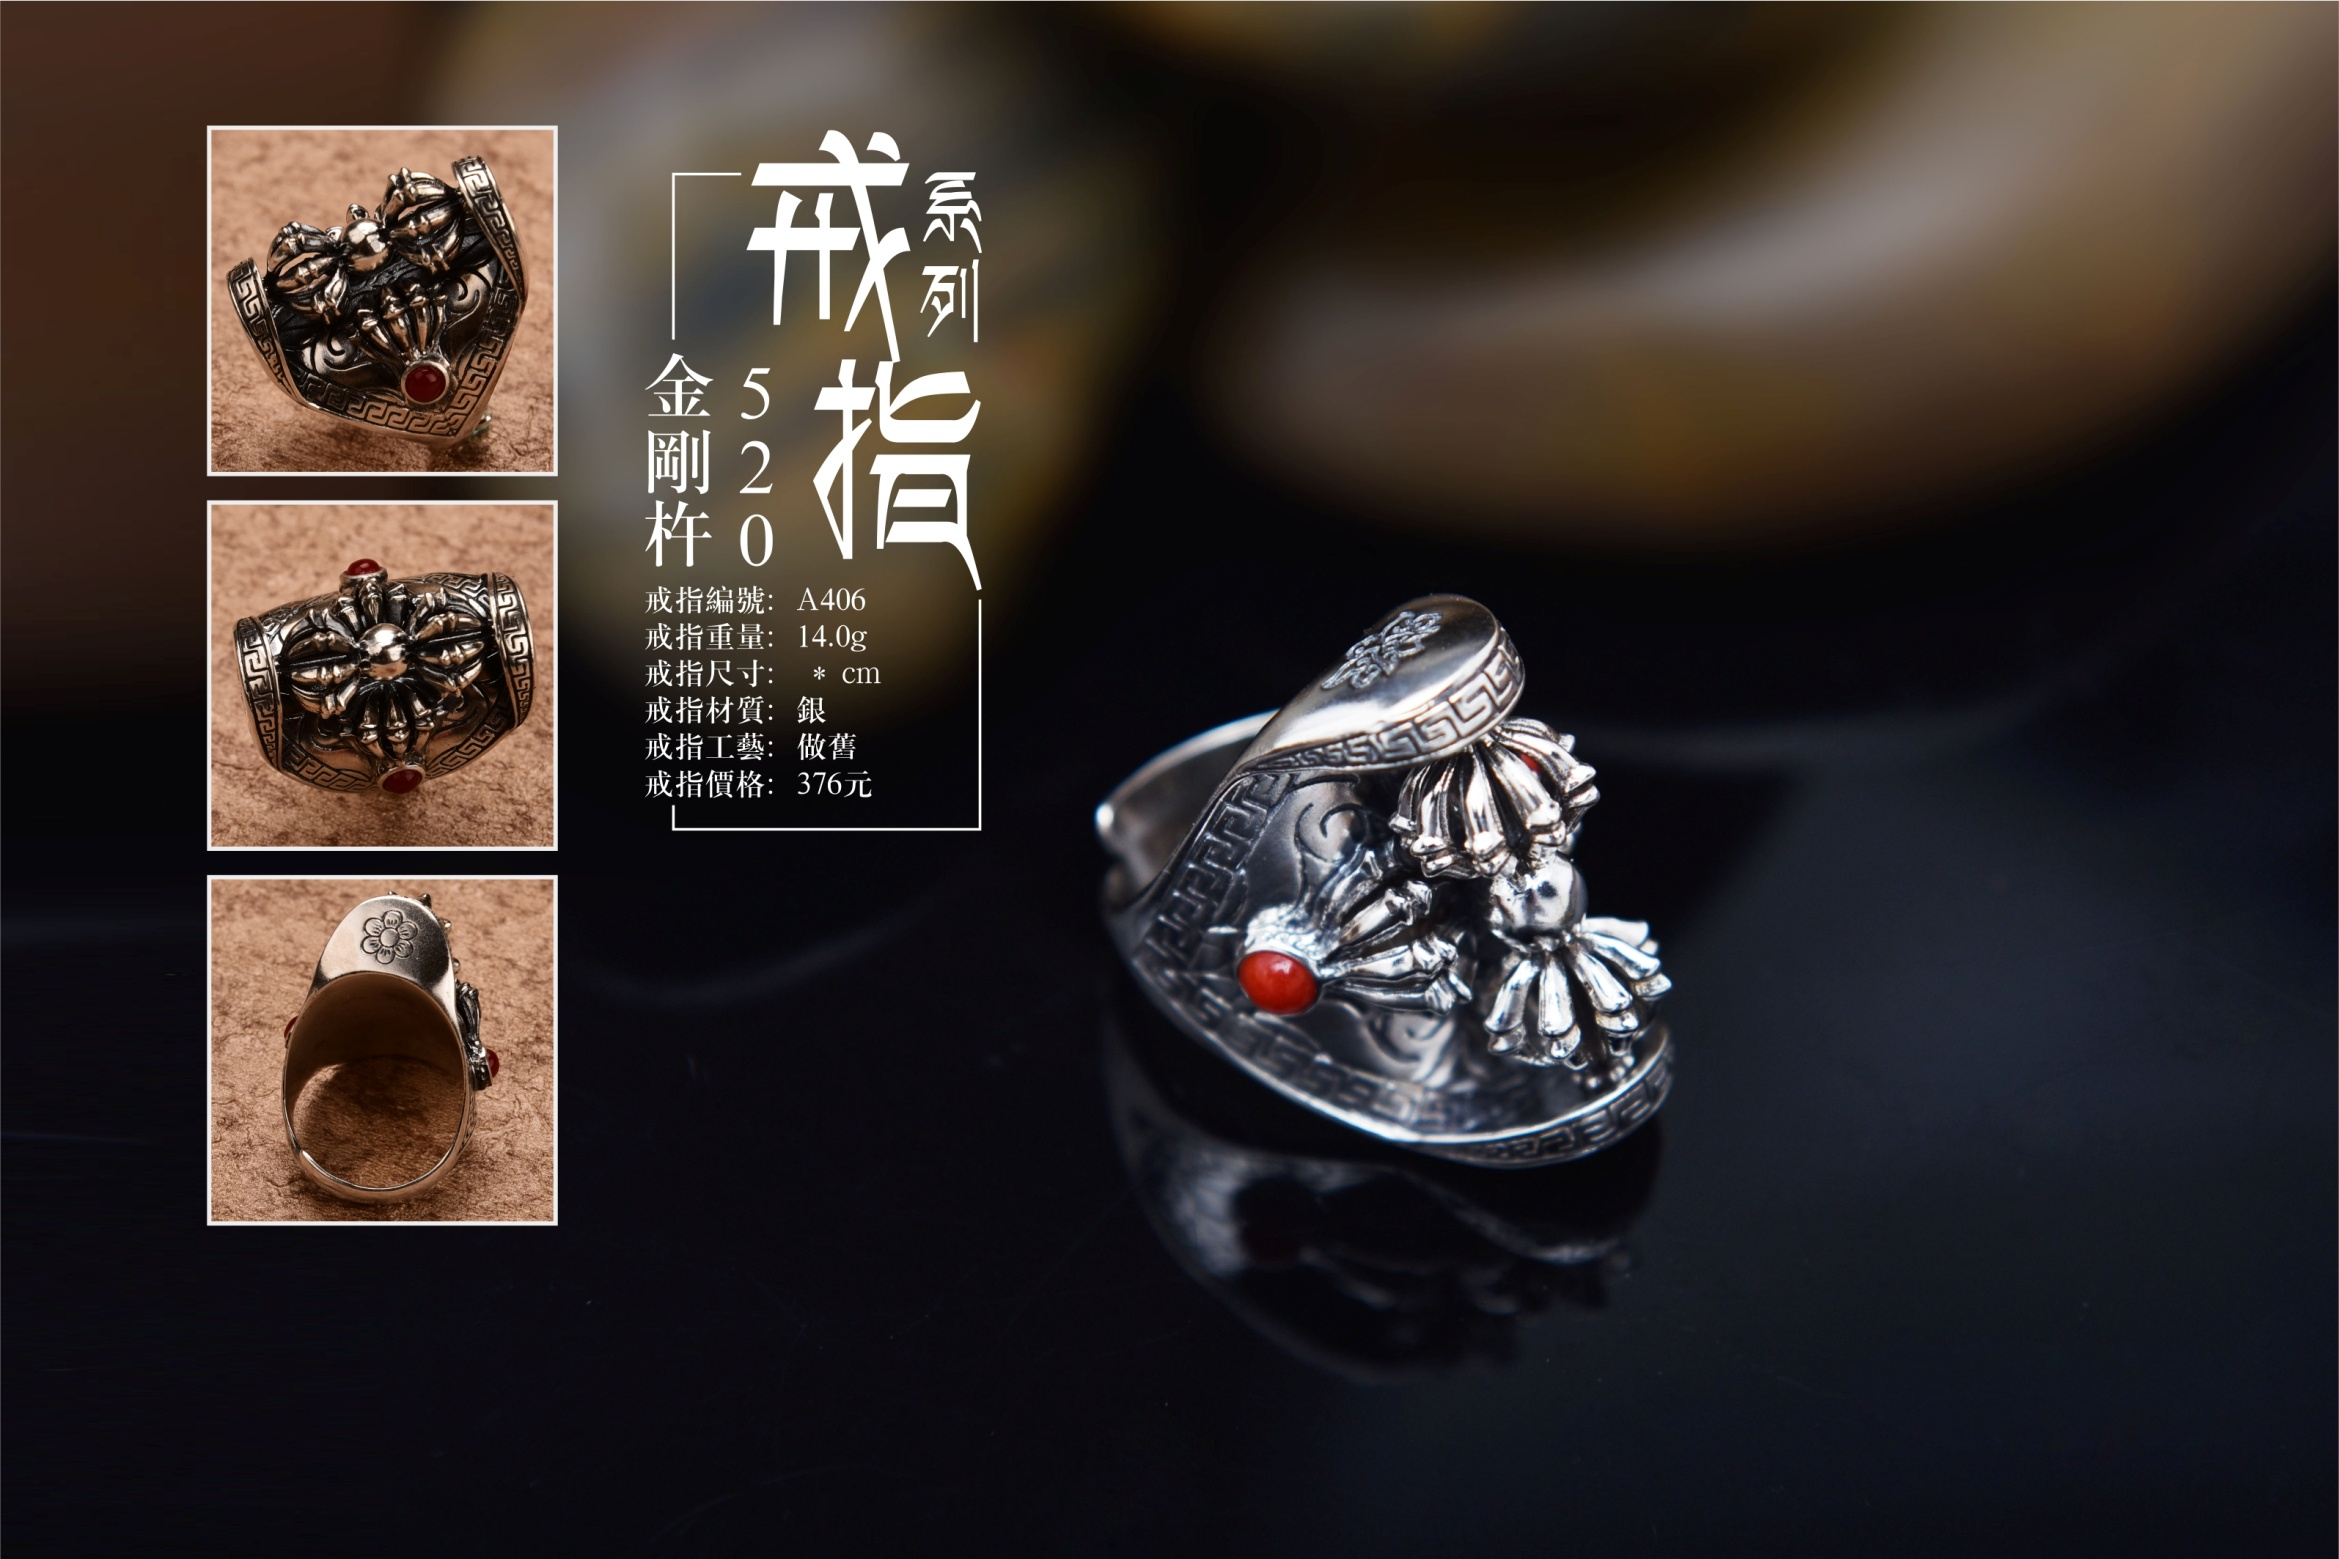 戒指
系列
520
金剛杵
戒指編號： A406
戒指重量： 14.0g
戒指尺寸： * cm
戒指材質： 銀
戒指工藝： 做舊
戒指價格： 376元